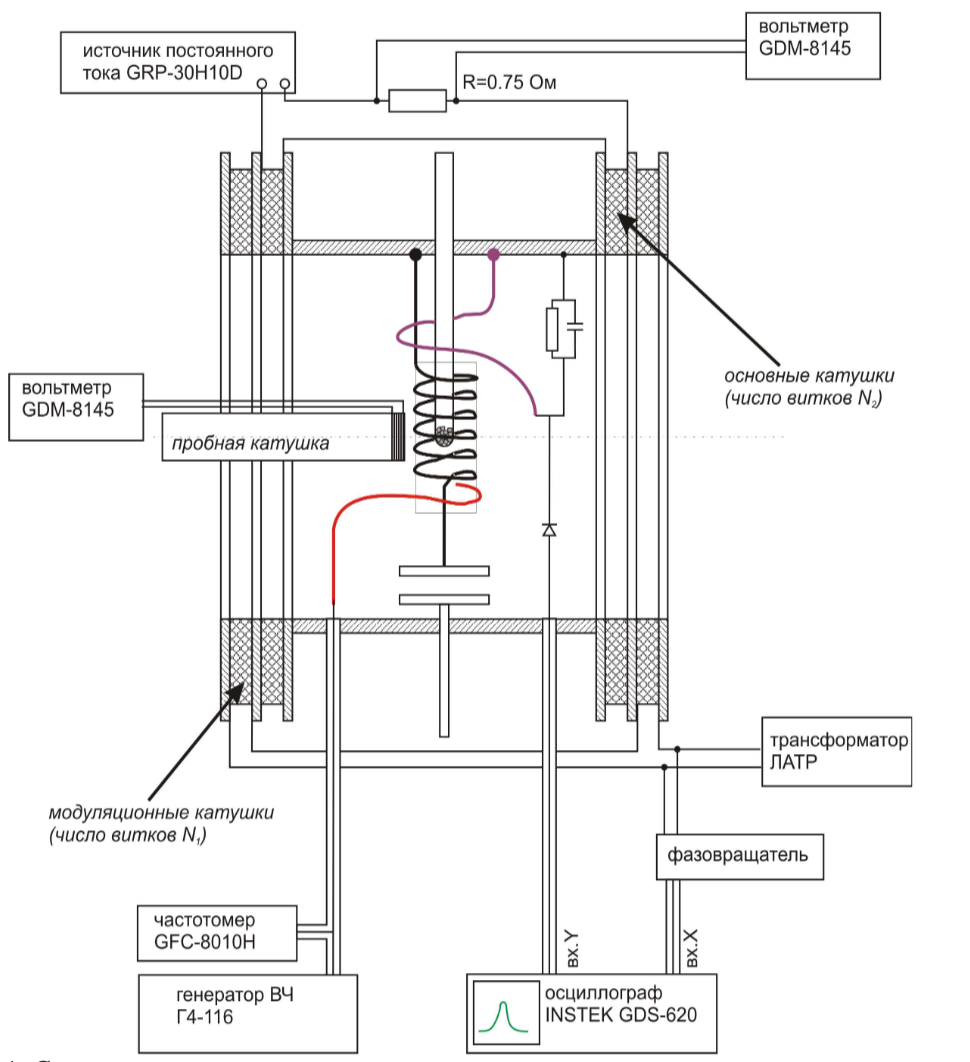 источник постоянного
тока GRP-30H10D
вольтметр
GDM-8145
R=0.75 Ом
основные катушки
(число витков N₂)
вольтметр
GDM-8145
пробная катушка
трансформатор
ЛАТР
модуляционные катушки
(число витков N₁)
фазовращатель
частотомер
GFC-8010H
вх.Y
вх.X
генератор ВЧ
Г4-116
осциллограф
INSTEK GDS-620